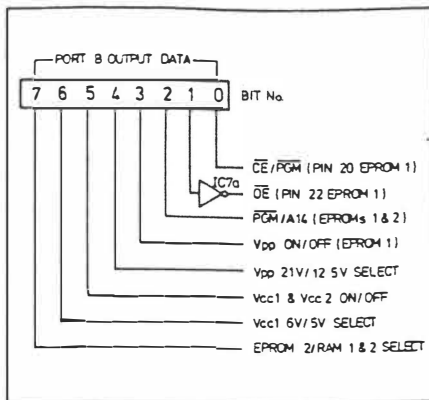 PORT B OUTPUT DATA
7 6 5 4 3 2 1 0 BIT No.
CE/PGM (PIN 20 EPROM 1)
IC7a
OE (PIN 22 EPROM 1)
PGM/A14 (EPROMs 1&2)
Vpp ON/OFF (EPROM 1)
Vpp 21V/12 5V SELECT
Vcc1 & Vcc2 ON/OFF
Vcc1 6V/5V SELECT
EPROM 2/RAM 1&2 SELECT